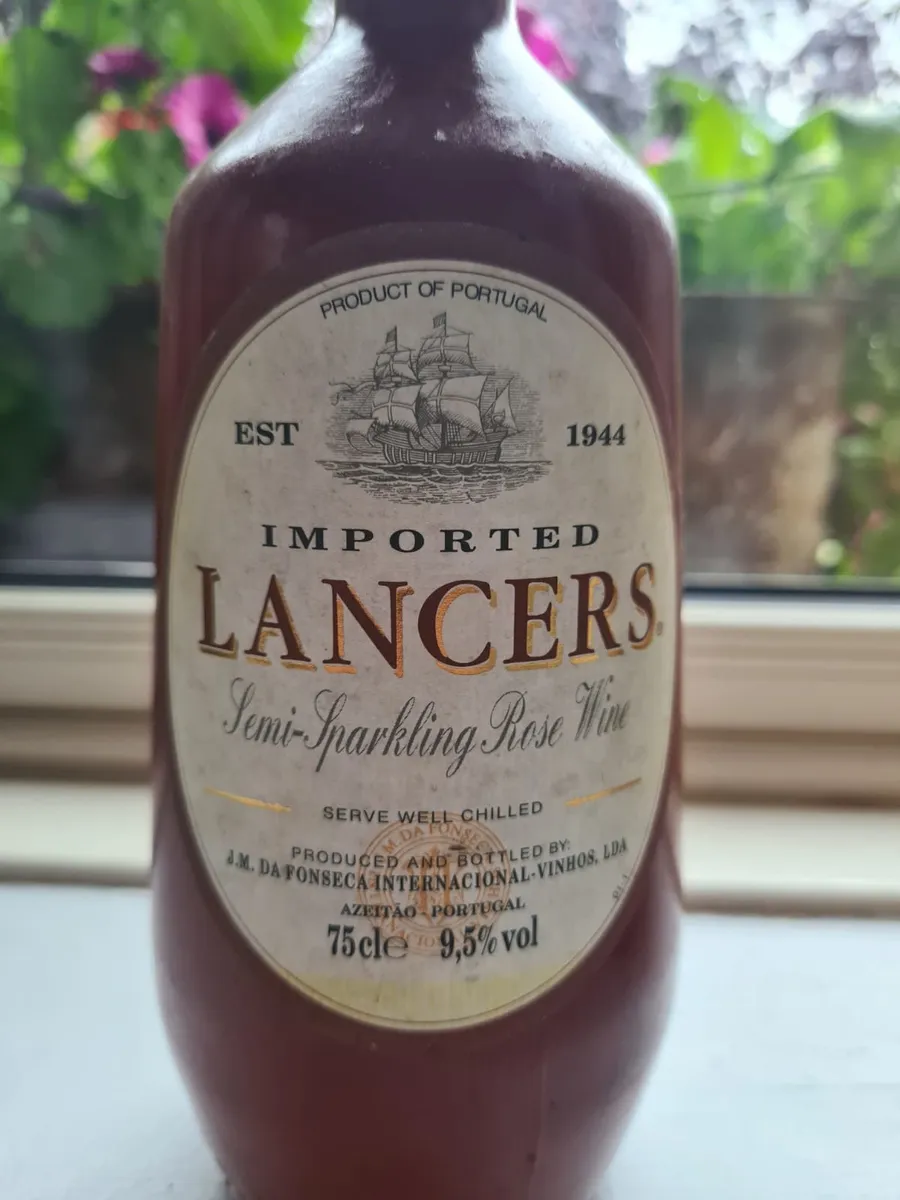 PRODUCT OF PORTUGAL
EST 1944
IMPORTED
LANCERS®
Semi-Sparkling Rose Wine
SERVE WELL CHILLED
PRODUCED AND BOTTLED BY:
J.M. DA FONSECA INTERNACIONAL-VINHOS, LDA
AZEITÃO - PORTUGAL
75cl℮ 9,5% vol